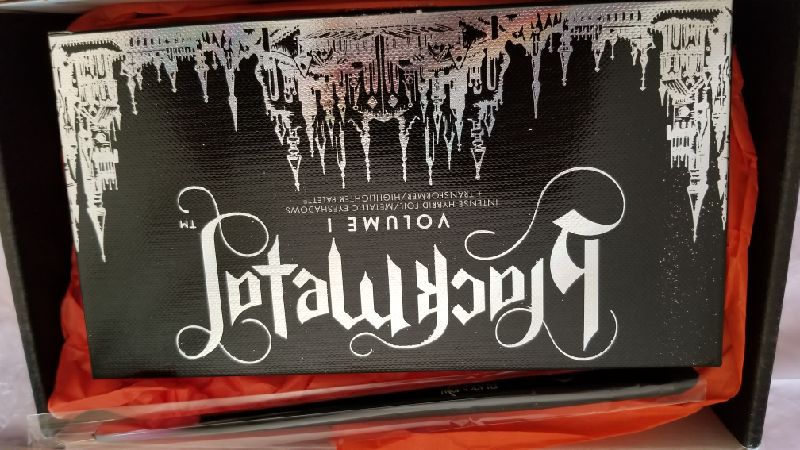 Blackmetal™
VOLUME I
INTENSE HYBRID FOIL/METALLIC EYESHADOWS
+ TRANSFORMER/HIGHLIGHTER PALETTE